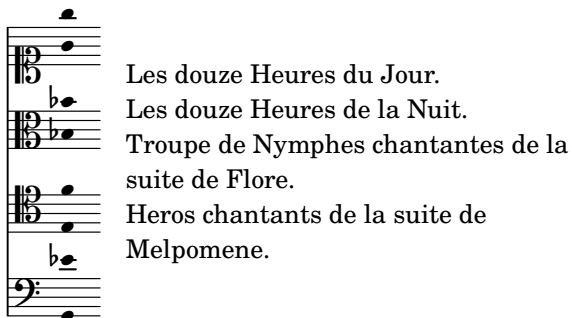 Les douze Heures du Jour.
Les douze Heures de la Nuit.
Troupe de Nymphes chantantes de la
suite de Flore.
Heros chantants de la suite de
Melpomene.